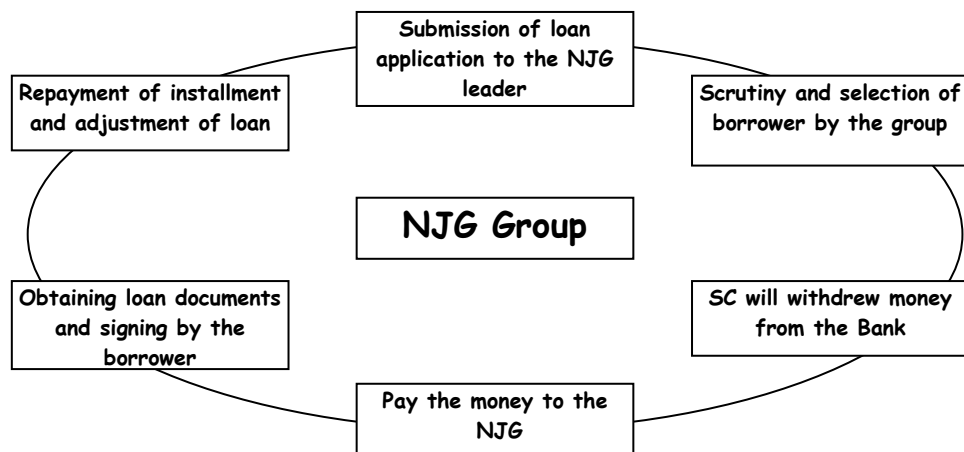 Submission of loan
application to the NJG
leader
Repayment of installment
and adjustment of loan
Scrutiny and selection of
borrower by the group
NJG Group
Obtaining loan documents
and signing by the
borrower
SC will withdrew money
from the Bank
Pay the money to the
NJG